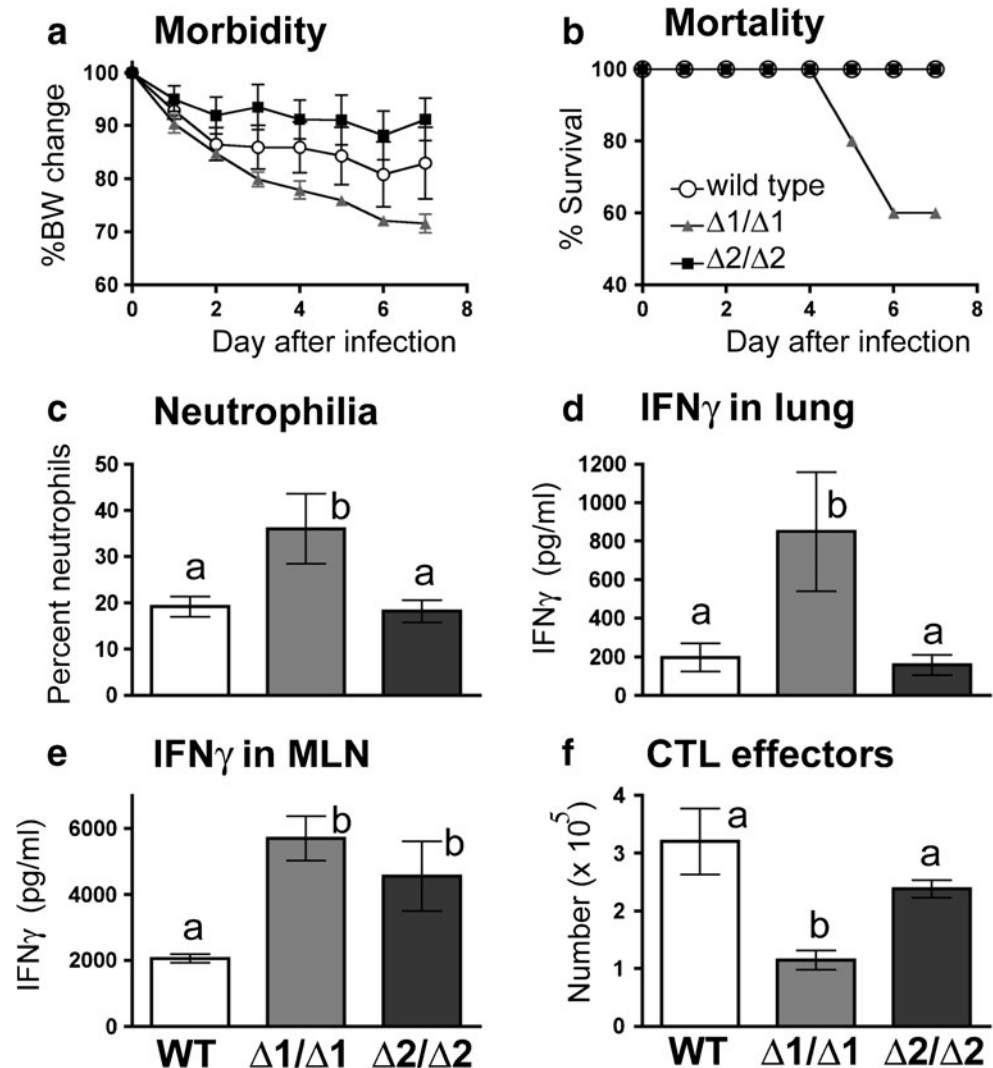 a Morbidity
100
90
80
70
60
%BW change
0 2 4 6 8
Day after infection
b Mortality
100
80
60
40
% Survival
wild type
Δ1/Δ1
Δ2/Δ2
0 2 4 6 8
Day after infection
c Neutrophilia
50
40
30
20
10
0
Percent neutrophils
a b a
d IFNγ in lung
1200
1000
800
600
400
200
0
IFNγ (pg/ml)
a b a
e IFNγ in MLN
6000
4000
2000
0
IFNγ (pg/ml)
a b b
WT Δ1/Δ1 Δ2/Δ2
f CTL effectors
4
3
2
1
0
Number (x 10⁵)
a b a
WT Δ1/Δ1 Δ2/Δ2